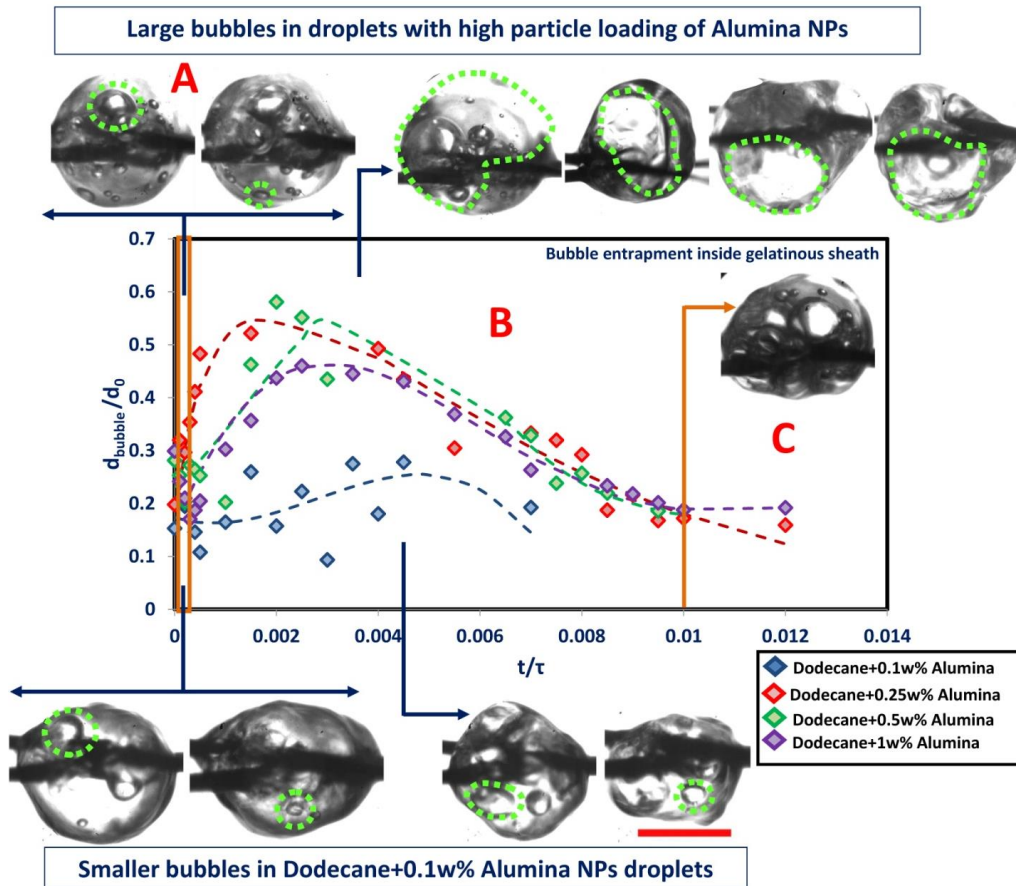 Large bubbles in droplets with high particle loading of Alumina NPs
A
0.7
Bubble entrapment inside gelatinous sheath
0.6
0.5
B
0.4
d_bubble/d_0
0.3
C
0.2
0.1
0
0 0.002 0.004 0.006 0.008 0.01 0.012 0.014
t/τ
Dodecane+0.1w% Alumina
Dodecane+0.25w% Alumina
Dodecane+0.5w% Alumina
Dodecane+1w% Alumina
Smaller bubbles in Dodecane+0.1w% Alumina NPs droplets